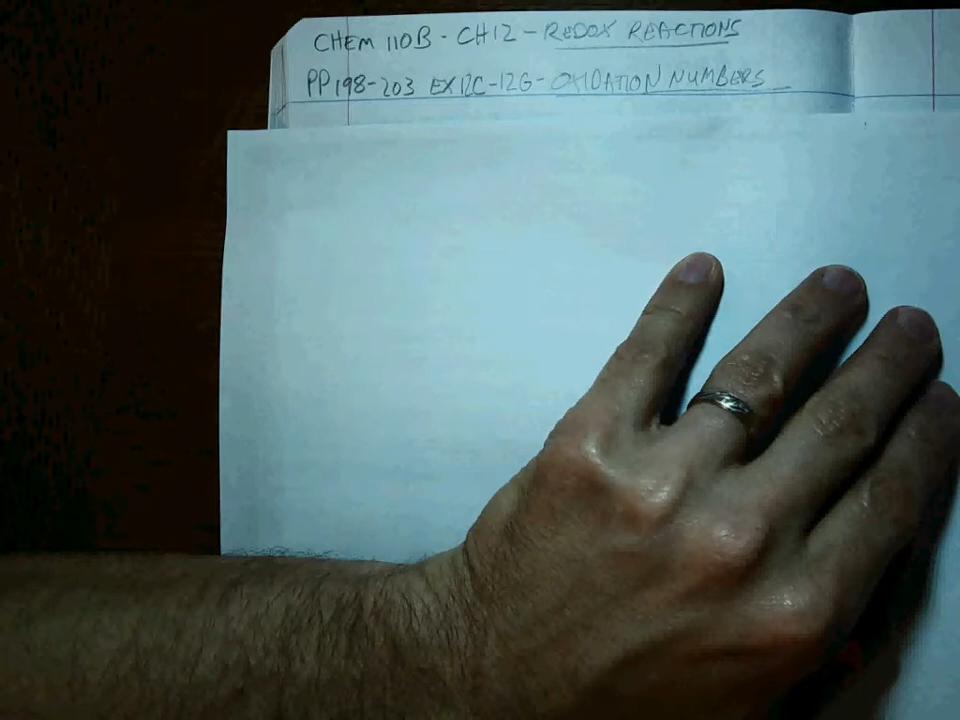 CHEM 110B - CH12 - REDOX REACTIONS
PP198-203 EX12C-12G - OXIDATION NUMBERS